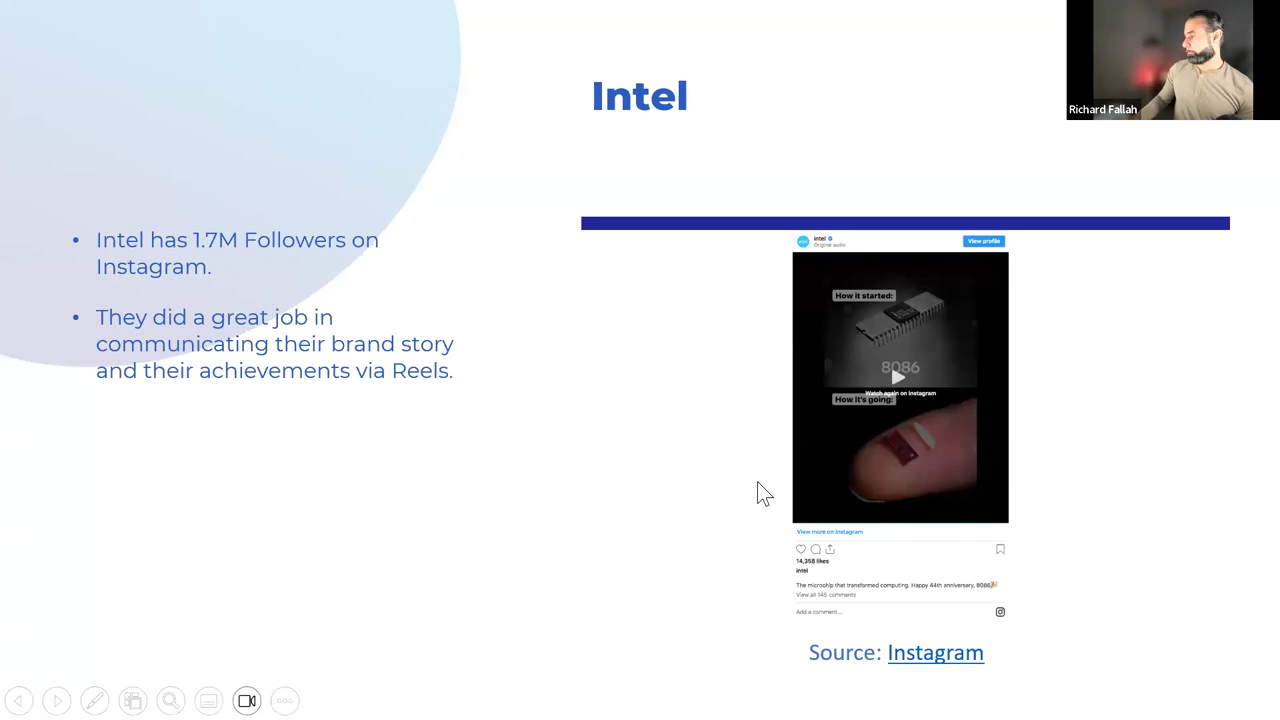 Intel
Richard Fallah
• Intel has 1.7M Followers on
Instagram.
• They did a great job in
communicating their brand story
and their achievements via Reels.
intel
Original audio
View profile
How it started:
8086
Watch again on Instagram
How it's going:
View more on Instagram
14,358 likes
intel
The microchip that transformed computing. Happy 44th anniversary, 8086🎉
View all 145 comments
Add a comment...
Source: Instagram